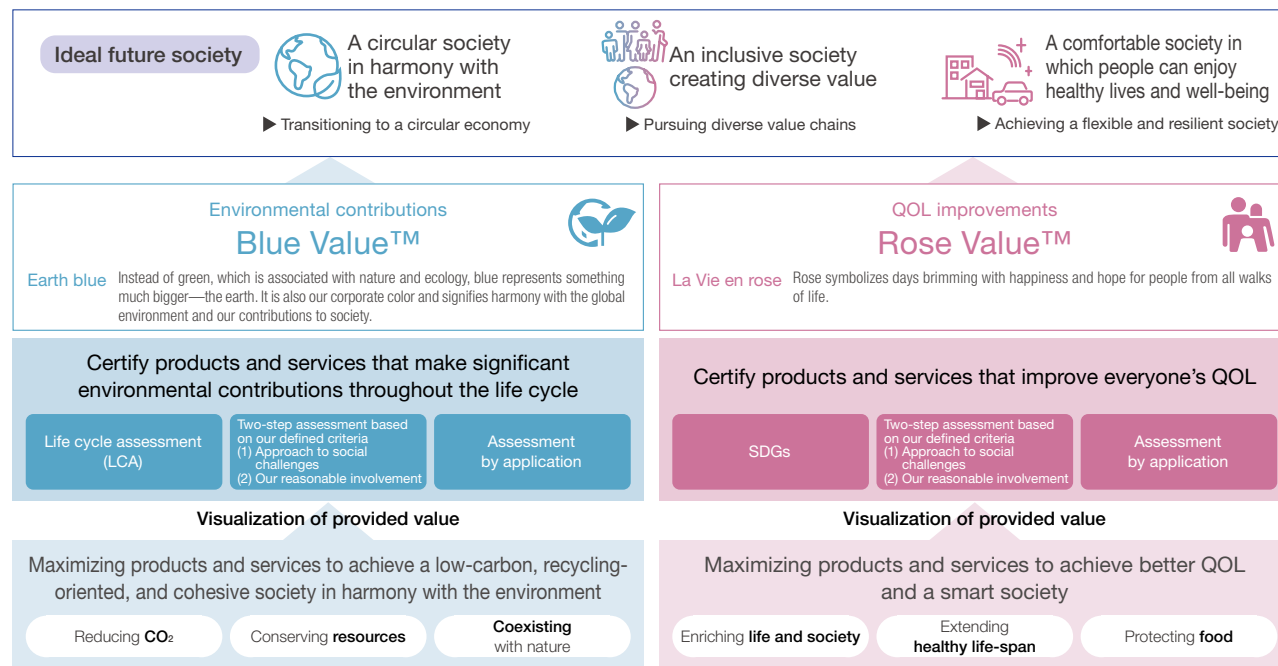 Ideal future society
A circular society
in harmony with
the environment
▶ Transitioning to a circular economy
An inclusive society
creating diverse value
▶ Pursuing diverse value chains
A comfortable society in
which people can enjoy
healthy lives and well-being
▶ Achieving a flexible and resilient society
Environmental contributions
Blue Value™
Earth blue
Instead of green, which is associated with nature and ecology, blue represents something
much bigger—the earth. It is also our corporate color and signifies harmony with the global
environment and our contributions to society.
Certify products and services that make significant
environmental contributions throughout the life cycle
Life cycle assessment
(LCA)
Two-step assessment based
on our defined criteria
(1) Approach to social
challenges
(2) Our reasonable involvement
Assessment
by application
Visualization of provided value
Maximizing products and services to achieve a low-carbon, recycling-
oriented, and cohesive society in harmony with the environment
Reducing CO₂
Conserving resources
Coexisting
with nature
QOL improvements
Rose Value™
La Vie en rose
Rose symbolizes days brimming with happiness and hope for people from all walks
of life.
Certify products and services that improve everyone's QOL
SDGs
Two-step assessment based
on our defined criteria
(1) Approach to social
challenges
(2) Our reasonable involvement
Assessment
by application
Visualization of provided value
Maximizing products and services to achieve better QOL
and a smart society
Enriching life and society
Extending
healthy life-span
Protecting food